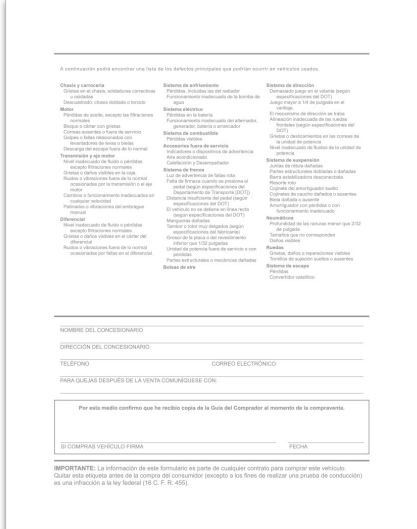 A continuación podrá encontrar una lista de los defectos principales que podrían ocurrir en vehículos usados.
Chasis y carrocería
Grietas en el chasis, soldaduras correctivas
o oxidadas
Descuadrado: chasis doblado o torcido
Motor
Pérdidas de aceite, excepto las filtraciones
normales
Bloque o cárter con grietas
Correas ausentes o fuera de servicio
Golpes o fallas relacionados con
levantadores de levas o bielas
Descarga del escape fuera de lo normal
Transmisión y eje motor
Nivel inadecuado de fluido o pérdidas
excepto filtraciones normales
Grietas o daños visibles en la caja
Ruidos o vibraciones fuera de lo normal
ocasionadas por la transmisión o el eje
motor
Cambios o funcionamiento inadecuados en
cualquier velocidad
Patinadas o vibraciones del embrague
manual
Diferencial
Nivel inadecuado de fluido o pérdidas
excepto filtraciones normales
Grietas o daños visibles en el cárter del
diferencial
Ruidos o vibraciones fuera de lo normal
ocasionadas por fallas en el diferencial
Sistema de enfriamiento
Pérdidas, incluidas las del radiador
Funcionamiento inadecuado de la bomba de
agua
Sistema eléctrico
Pérdidas en la batería
Funcionamiento inadecuado del alternador,
generador, batería o arrancador
Sistema de combustible
Pérdidas visibles
Accesorios fuera de servicio
Indicadores o dispositivos de advertencia
Aire acondicionado
Calefacción y Desempañador
Sistema de frenos
Luz de advertencia de fallas roto
Falta de firmeza cuando se presiona el
pedal (según especificaciones del
Departamento de Transporte (DOT))
Distancia insuficiente del pedal (según
especificaciones del DOT)
El vehículo no se detiene en línea recta
(según especificaciones DOT)
Mangueras dañadas
Tambor o rotor muy delgados (según
especificaciones del fabricante)
Grosor de la placa o del revestimiento
inferior que 1/32 pulgadas
Unidad de potencia fuera de servicio o con
pérdidas
Partes estructurales o mecánicas dañadas
Bolsas de aire
Sistema de dirección
Demasiado juego en el volante (según
especificaciones del DOT)
Juego mayor a 1/4 de pulgada en el
varillaje.
El mecanismo de dirección se traba
Alineación inadecuada de las ruedas
frontales (según especificaciones del
DOT)
Grietas o deslizamientos en las correas de
la unidad de potencia
Nivel inadecuado de fluidos de la unidad de
potencia
Sistema de suspensión
Juntas de rótula dañadas
Partes estructurales dobladas o dañadas
Barra estabilizadora desconectada
Resorte roto
Cojinete del amortiguador suelto
Cojinetes de caucho dañados o ausentes
Biela dañada o ausente
Amortiguador con pérdidas o con
funcionamiento inadecuado
Neumáticos
Profundidad de las ranuras menor que 2/32
de pulgada
Tamaños que no corresponden
Daños visibles
Ruedas
Grietas, daños o reparaciones visibles
Tornillos de sujeción sueltos o ausentes
Sistema de escape
Pérdidas
Convertidor catalítico
NOMBRE DEL CONCESIONARIO
DIRECCIÓN DEL CONCESIONARIO
TELÉFONO CORREO ELECTRÓNICO
PARA QUEJAS DESPUÉS DE LA VENTA COMUNÍQUESE CON:
Por este medio confirmo que he recibido copia de la Guía del Comprador al momento de la compraventa.
SI COMPRAS VEHÍCULO FIRMA FECHA
IMPORTANTE: La información de este formulario es parte de cualquier contrato para comprar este vehículo.
Quitar esta etiqueta antes de la compra del consumidor (excepto a los fines de realizar una prueba de conducción)
es una infracción a la ley federal (16 C. F. R. 455).